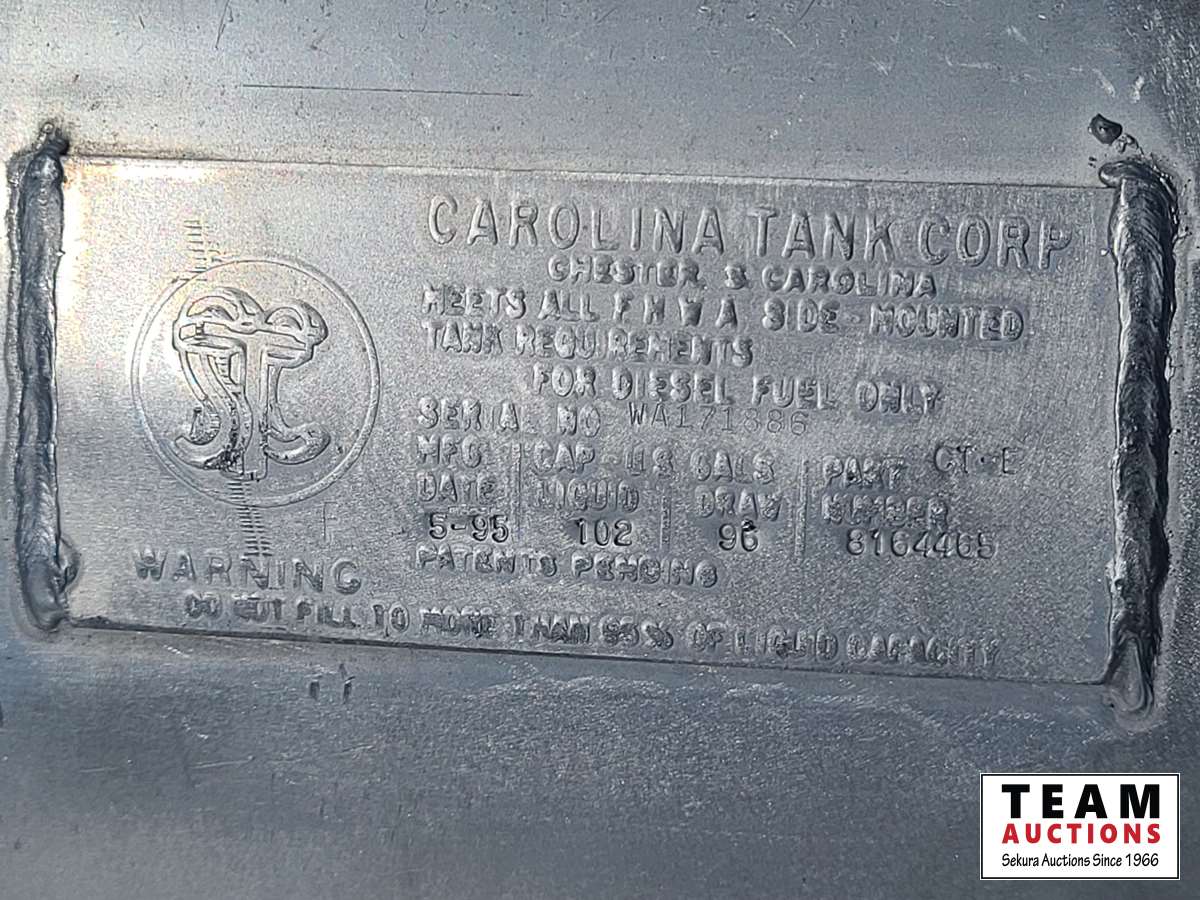 CAROLINA TANK CORP
CHESTER, S CAROLINA
MEETS ALL F H W A SIDE-MOUNTED
TANK REQUIREMENTS
FOR DIESEL FUEL ONLY
SERIAL NO WA171886
MFG CAP-US GALS PART CT-E
DATE LIQUID DRAW NUMBER
5-95 102 96 8164465
PATENTS PENDING
WARNING
DO NOT FILL TO MORE THAN 95% OF LIQUID CAPACITY
TEAM
AUCTIONS
Sekura Auctions Since 1966